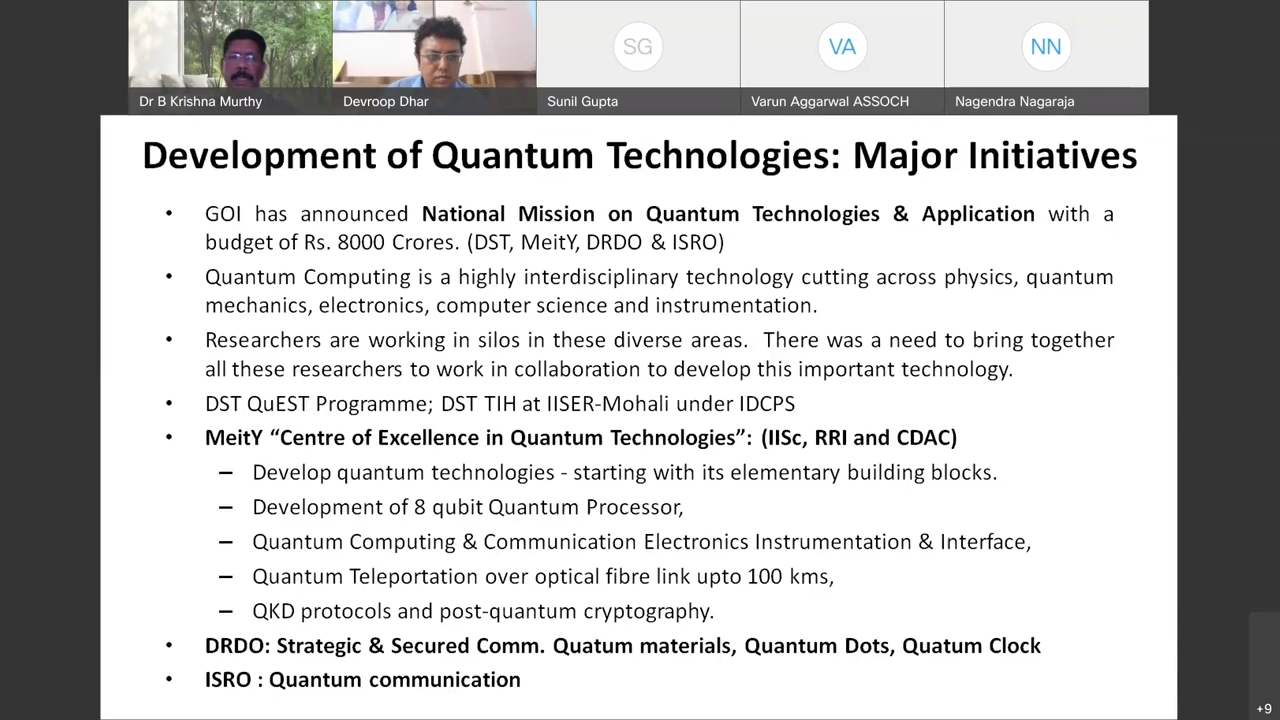 SG
VA
NN
Dr B Krishna Murthy
Devroop Dhar
Sunil Gupta
Varun Aggarwal ASSOCH
Nagendra Nagaraja
Development of Quantum Technologies: Major Initiatives
• GOI has announced National Mission on Quantum Technologies & Application with a
budget of Rs. 8000 Crores. (DST, MeitY, DRDO & ISRO)
• Quantum Computing is a highly interdisciplinary technology cutting across physics, quantum
mechanics, electronics, computer science and instrumentation.
• Researchers are working in silos in these diverse areas. There was a need to bring together
all these researchers to work in collaboration to develop this important technology.
• DST QuEST Programme; DST TIH at IISER-Mohali under IDCPS
• MeitY “Centre of Excellence in Quantum Technologies”: (IISc, RRI and CDAC)
– Develop quantum technologies - starting with its elementary building blocks.
– Development of 8 qubit Quantum Processor,
– Quantum Computing & Communication Electronics Instrumentation & Interface,
– Quantum Teleportation over optical fibre link upto 100 kms,
– QKD protocols and post-quantum cryptography.
• DRDO: Strategic & Secured Comm. Quatum materials, Quantum Dots, Quatum Clock
• ISRO : Quantum communication
+9